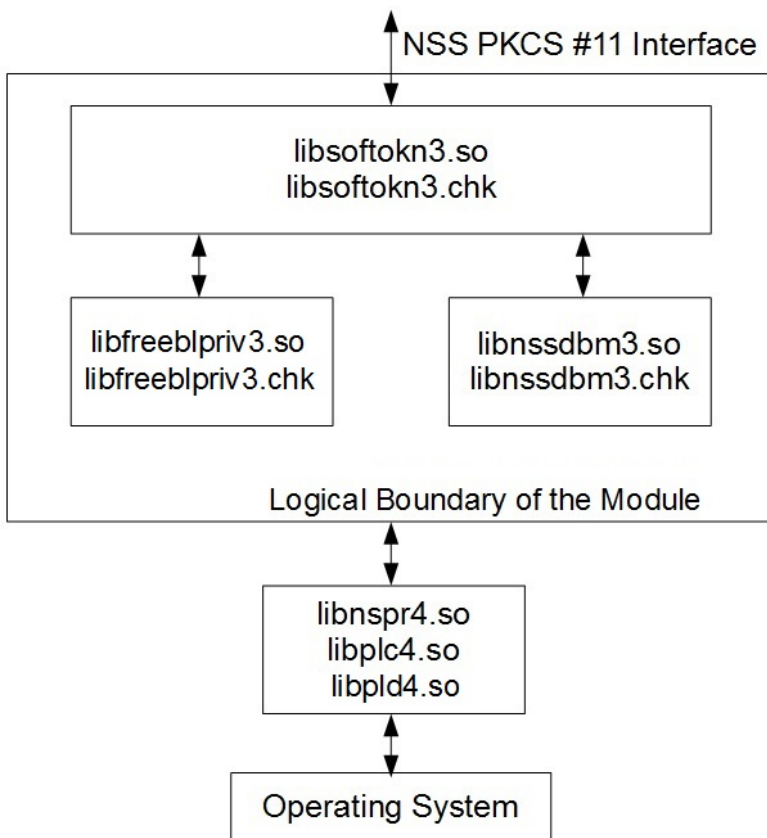 NSS PKCS #11 Interface
libsoftokn3.so
libsoftokn3.chk
libfreeblpriv3.so
libfreeblpriv3.chk
libnssdbm3.so
libnssdbm3.chk
Logical Boundary of the Module
libnspr4.so
libplc4.so
libpld4.so
Operating System